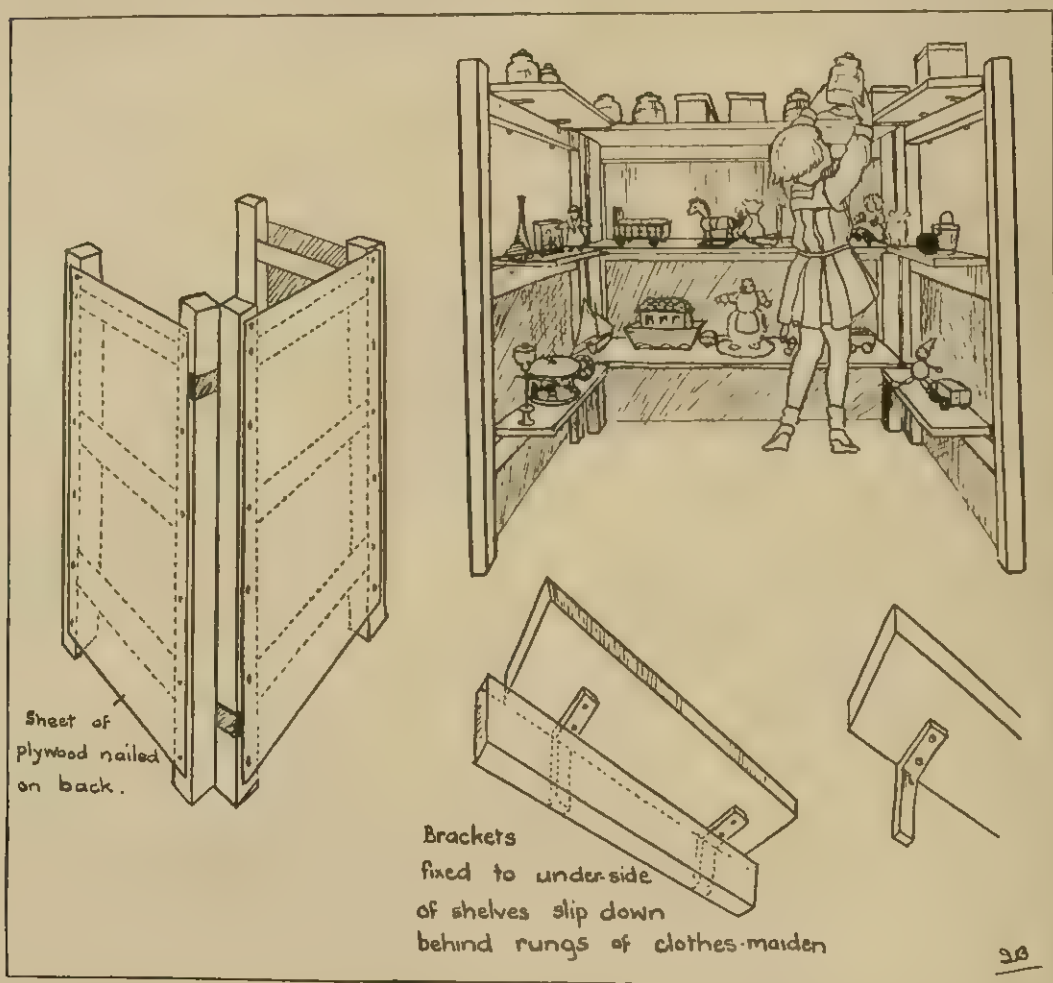 Sheet of
plywood nailed
on back.
Brackets
fixed to under-side
of shelves slip down
behind rungs of clothes-maiden